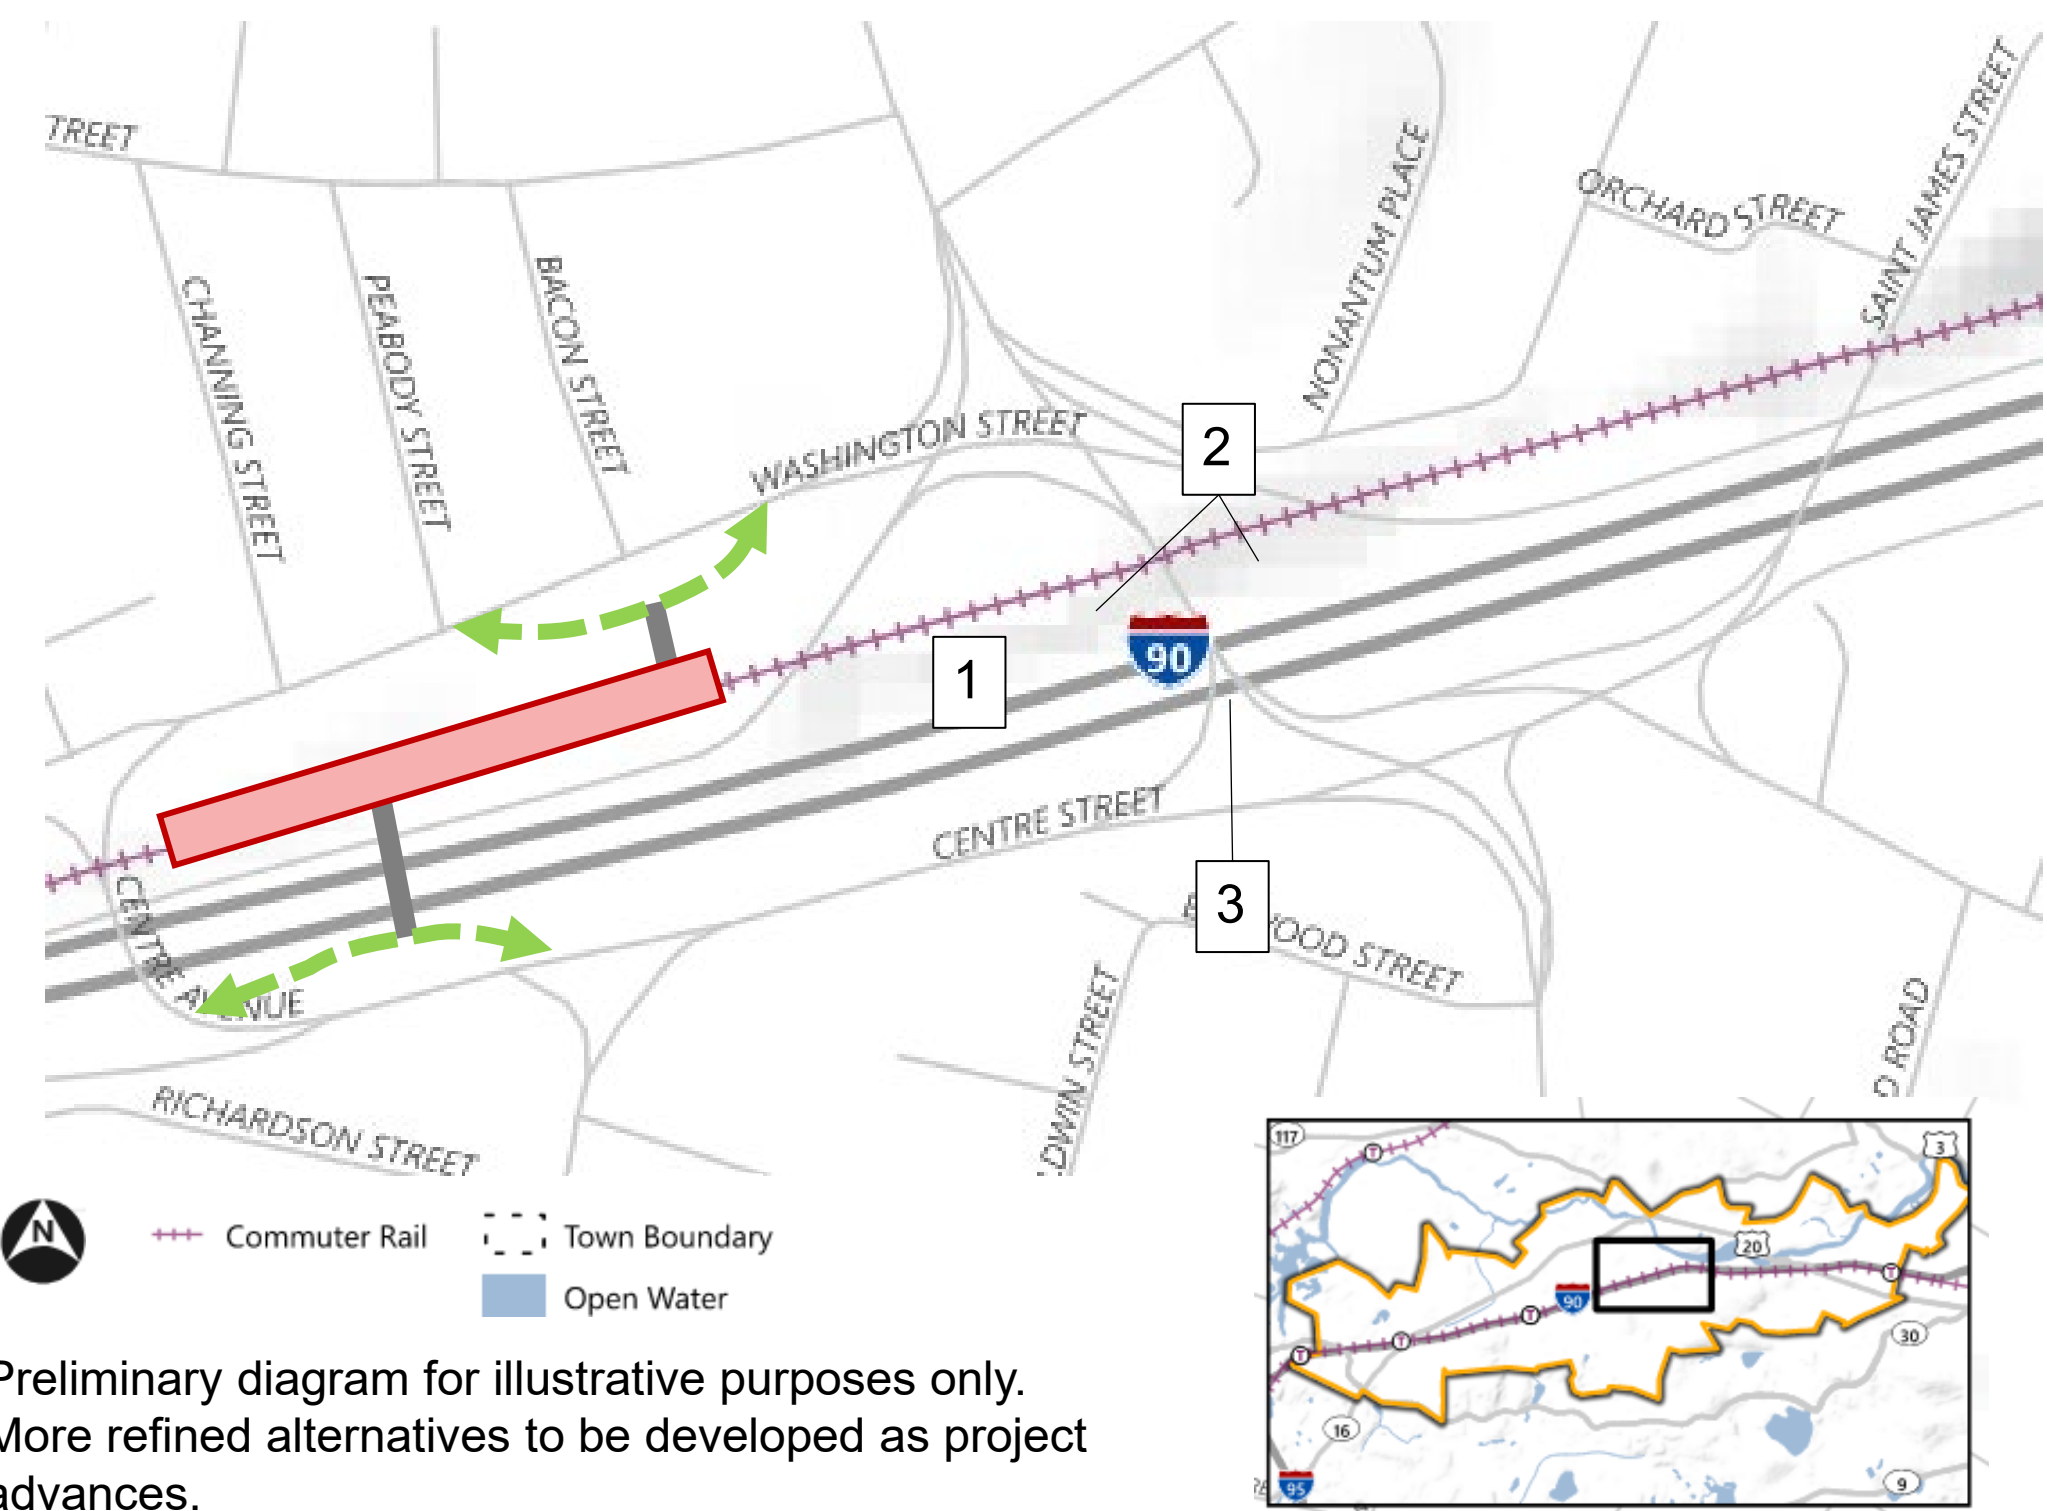 TREET
CHANNING STREET
PEABODY STREET
BACON STREET
WASHINGTON STREET
NONANTUM PLACE
ORCHARD STREET
SAINT JAMES STREET
2
1
90
3
CENTRE STREET
CENTRE AVENUE
OOD STREET
DWIN STREET
D ROAD
RICHARDSON STREET
N
Commuter Rail
Town Boundary
Open Water
Preliminary diagram for illustrative purposes only.
More refined alternatives to be developed as project
advances.
117
3
20
90
30
16
95
9
T
T
T
T
T